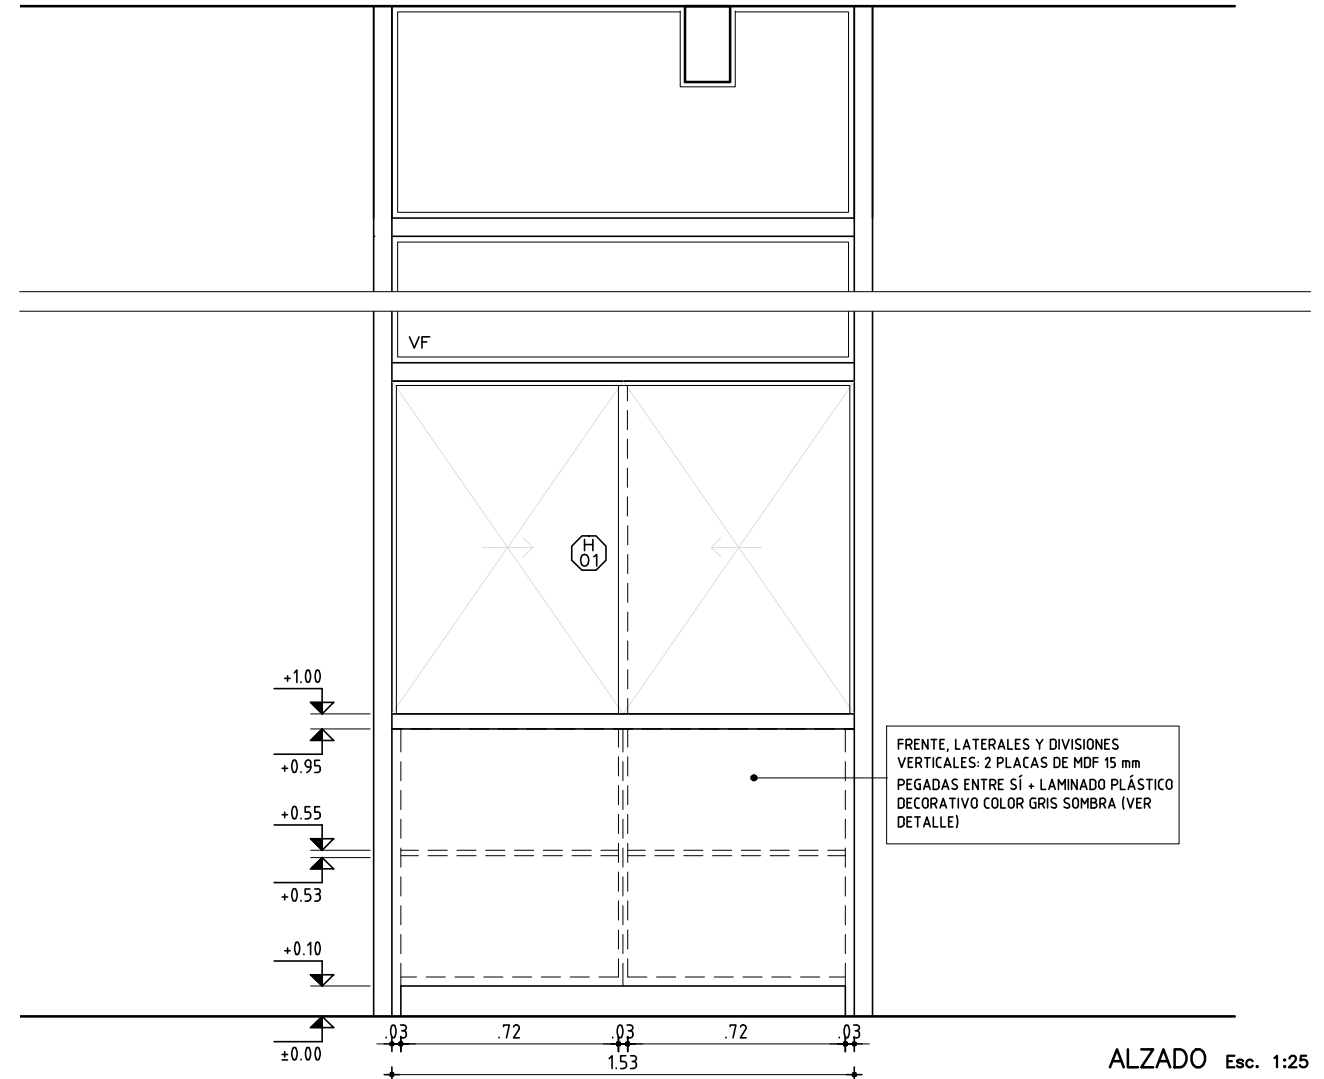 VF
H
01
+1.00
+0.95
+0.55
+0.53
+0.10
±0.00
FRENTE, LATERALES Y DIVISIONES
VERTICALES: 2 PLACAS DE MDF 15 mm
PEGADAS ENTRE SÍ + LAMINADO PLÁSTICO
DECORATIVO COLOR GRIS SOMBRA (VER
DETALLE)
.03 .72 .03 .72 .03
1.53
ALZADO Esc. 1:25